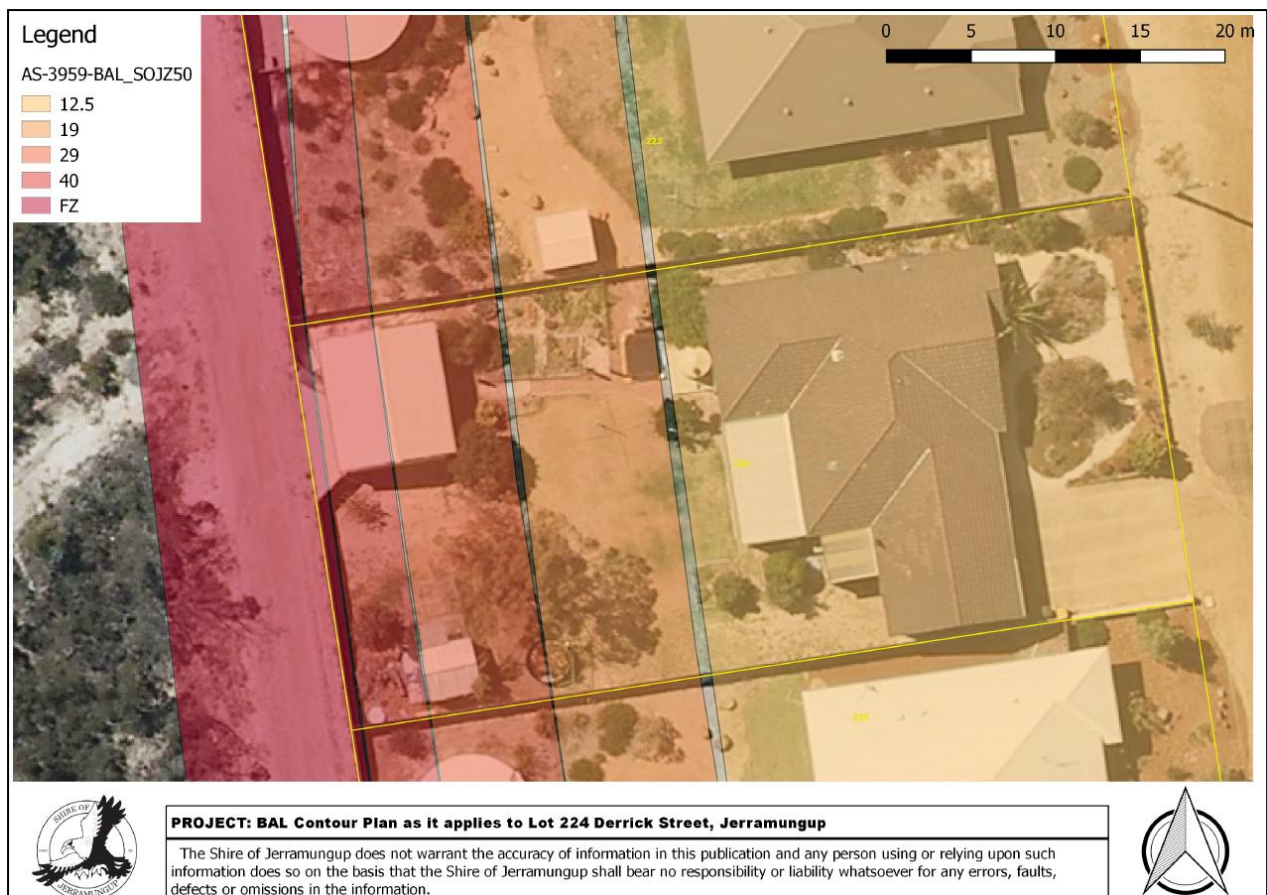 Legend
AS-3959-BAL_SOJZ50
12.5
19
29
40
FZ
0 5 10 15 20 m
223
PROJECT: BAL Contour Plan as it applies to Lot 224 Derrick Street, Jerramungup
The Shire of Jerramungup does not warrant the accuracy of information in this publication and any person using or relying upon such
information does so on the basis that the Shire of Jerramungup shall bear no responsibility or liability whatsoever for any errors, faults,
defects or omissions in the information.
SHIRE OF
JERRAMUNGUP